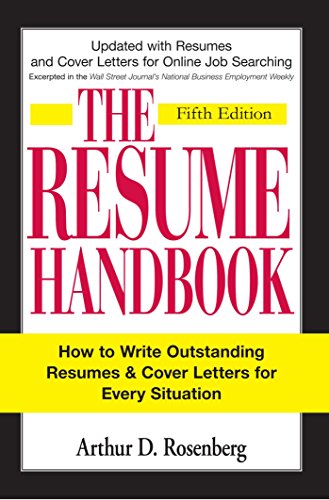 Updated with Resumes
and Cover Letters for Online Job Searching
Excerpted in the Wall Street Journal's National Business Employment Weekly
THE
Fifth Edition
RESUME
HANDBOOK
How to Write Outstanding
Resumes & Cover Letters for
Every Situation
Arthur D. Rosenberg